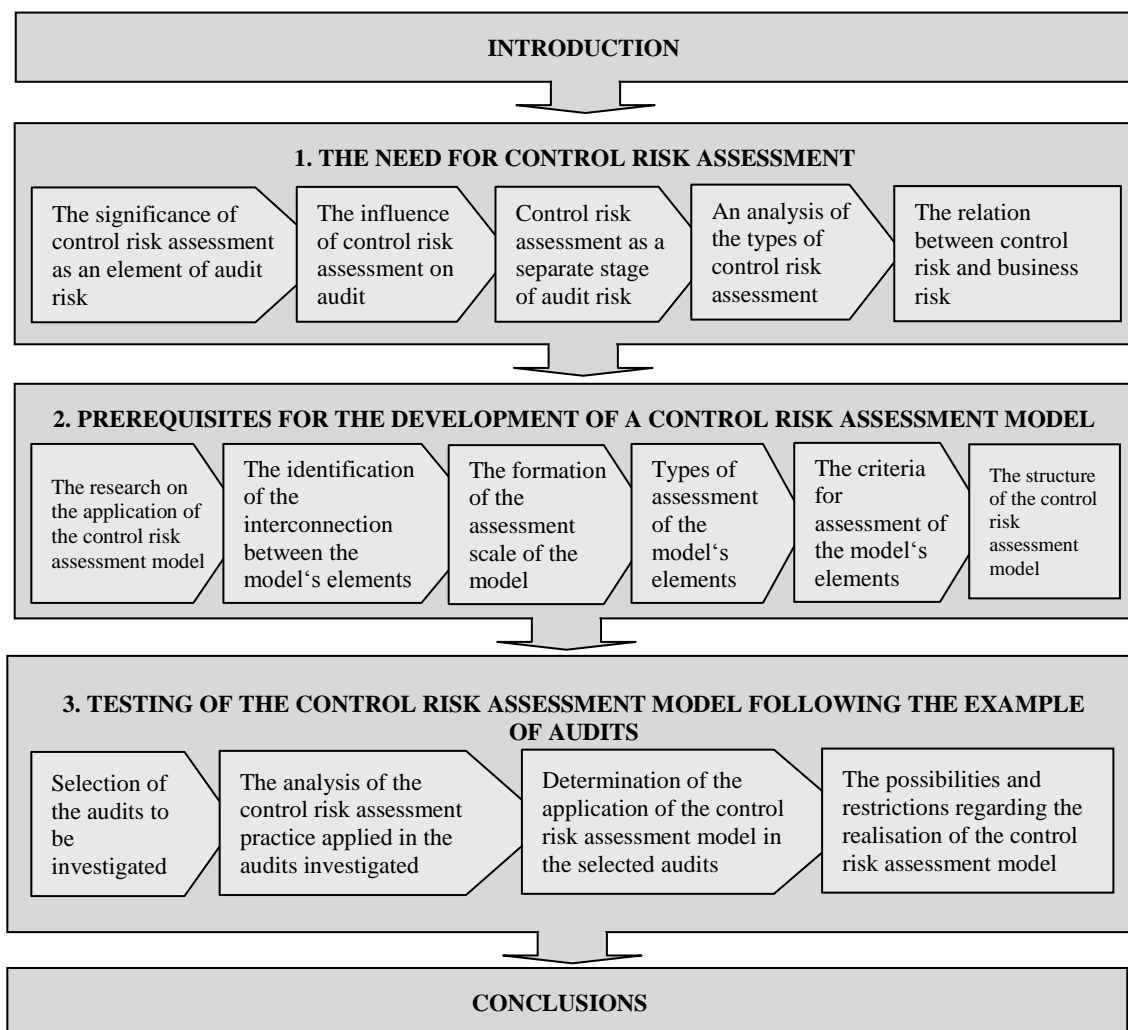 INTRODUCTION
1. THE NEED FOR CONTROL RISK ASSESSMENT
The significance of
control risk assessment
as an element of audit
risk
The influence
of control risk
assessment on
audit
Control risk
assessment as a
separate stage
of audit risk
An analysis of
the types of
control risk
assessment
The relation
between control
risk and business
risk
2. PREREQUISITES FOR THE DEVELOPMENT OF A CONTROL RISK ASSESSMENT MODEL
The research on
the application of
the control risk
assessment model
The identification
of the
interconnection
between the
model‘s elements
The formation
of the
assessment
scale of the
model
Types of
assessment
of the
model‘s
elements
The criteria
for
assessment of
the model‘s
elements
The structure
of the control
risk
assessment
model
3. TESTING OF THE CONTROL RISK ASSESSMENT MODEL FOLLOWING THE EXAMPLE
OF AUDITS
Selection of
the audits to
be
investigated
The analysis of the
control risk assessment
practice applied in the
audits investigated
Determination of the
application of the control
risk assessment model in
the selected audits
The possibilities and
restrictions regarding the
realisation of the control
risk assessment model
CONCLUSIONS